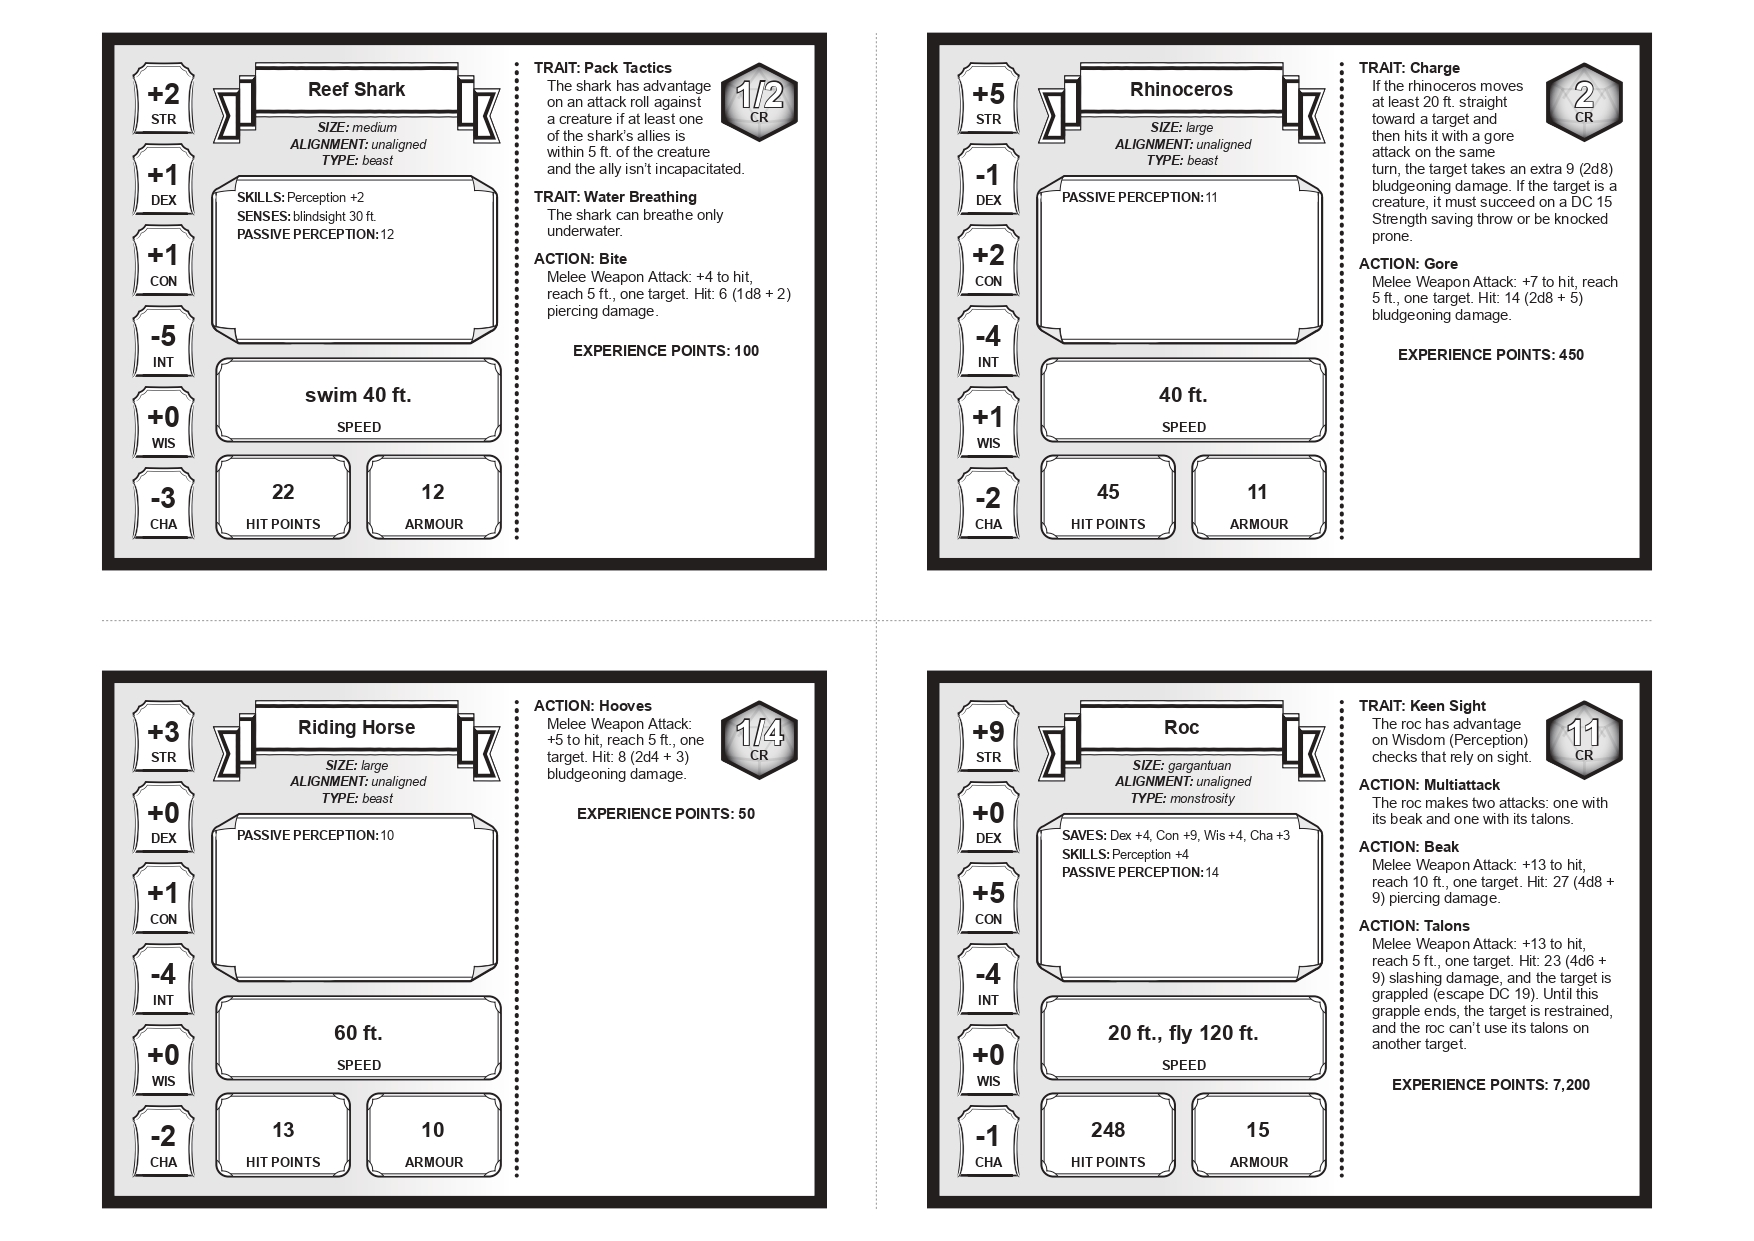 Reef Shark
SIZE: medium
ALIGNMENT: unaligned
TYPE: beast
+2
STR
+1
DEX
+1
CON
-5
INT
+0
WIS
-3
CHA
SKILLS: Perception +2
SENSES: blindsight 30 ft.
PASSIVE PERCEPTION: 12
swim 40 ft.
SPEED
22
HIT POINTS
12
ARMOUR
TRAIT: Pack Tactics
The shark has advantage
on an attack roll against
a creature if at least one
of the shark's allies is
within 5 ft. of the creature
and the ally isn't incapacitated.
TRAIT: Water Breathing
The shark can breathe only
underwater.
ACTION: Bite
Melee Weapon Attack: +4 to hit,
reach 5 ft., one target. Hit: 6 (1d8 + 2)
piercing damage.
EXPERIENCE POINTS: 100
1/2
CR
Rhinoceros
SIZE: large
ALIGNMENT: unaligned
TYPE: beast
+5
STR
-1
DEX
+2
CON
-4
INT
+1
WIS
-2
CHA
PASSIVE PERCEPTION: 11
40 ft.
SPEED
45
HIT POINTS
11
ARMOUR
TRAIT: Charge
If the rhinoceros moves
at least 20 ft. straight
toward a target and
then hits it with a gore
attack on the same
turn, the target takes an extra 9 (2d8)
bludgeoning damage. If the target is a
creature, it must succeed on a DC 15
Strength saving throw or be knocked
prone.
ACTION: Gore
Melee Weapon Attack: +7 to hit, reach
5 ft., one target. Hit: 14 (2d8 + 5)
bludgeoning damage.
EXPERIENCE POINTS: 450
2
CR
Riding Horse
SIZE: large
ALIGNMENT: unaligned
TYPE: beast
+3
STR
+0
DEX
+1
CON
-4
INT
+0
WIS
-2
CHA
PASSIVE PERCEPTION: 10
60 ft.
SPEED
13
HIT POINTS
10
ARMOUR
ACTION: Hooves
Melee Weapon Attack:
+5 to hit, reach 5 ft., one
target. Hit: 8 (2d4 + 3)
bludgeoning damage.
EXPERIENCE POINTS: 50
1/4
CR
Roc
SIZE: gargantuan
ALIGNMENT: unaligned
TYPE: monstrosity
+9
STR
+0
DEX
+5
CON
-4
INT
+0
WIS
-1
CHA
SAVES: Dex +4, Con +9, Wis +4, Cha +3
SKILLS: Perception +4
PASSIVE PERCEPTION: 14
20 ft., fly 120 ft.
SPEED
248
HIT POINTS
15
ARMOUR
TRAIT: Keen Sight
The roc has advantage
on Wisdom (Perception)
checks that rely on sight.
ACTION: Multiattack
The roc makes two attacks: one with
its beak and one with its talons.
ACTION: Beak
Melee Weapon Attack: +13 to hit,
reach 10 ft., one target. Hit: 27 (4d8 +
9) piercing damage.
ACTION: Talons
Melee Weapon Attack: +13 to hit,
reach 5 ft., one target. Hit: 23 (4d6 +
9) slashing damage, and the target is
grappled (escape DC 19). Until this
grapple ends, the target is restrained,
and the roc can't use its talons on
another target.
EXPERIENCE POINTS: 7,200
11
CR